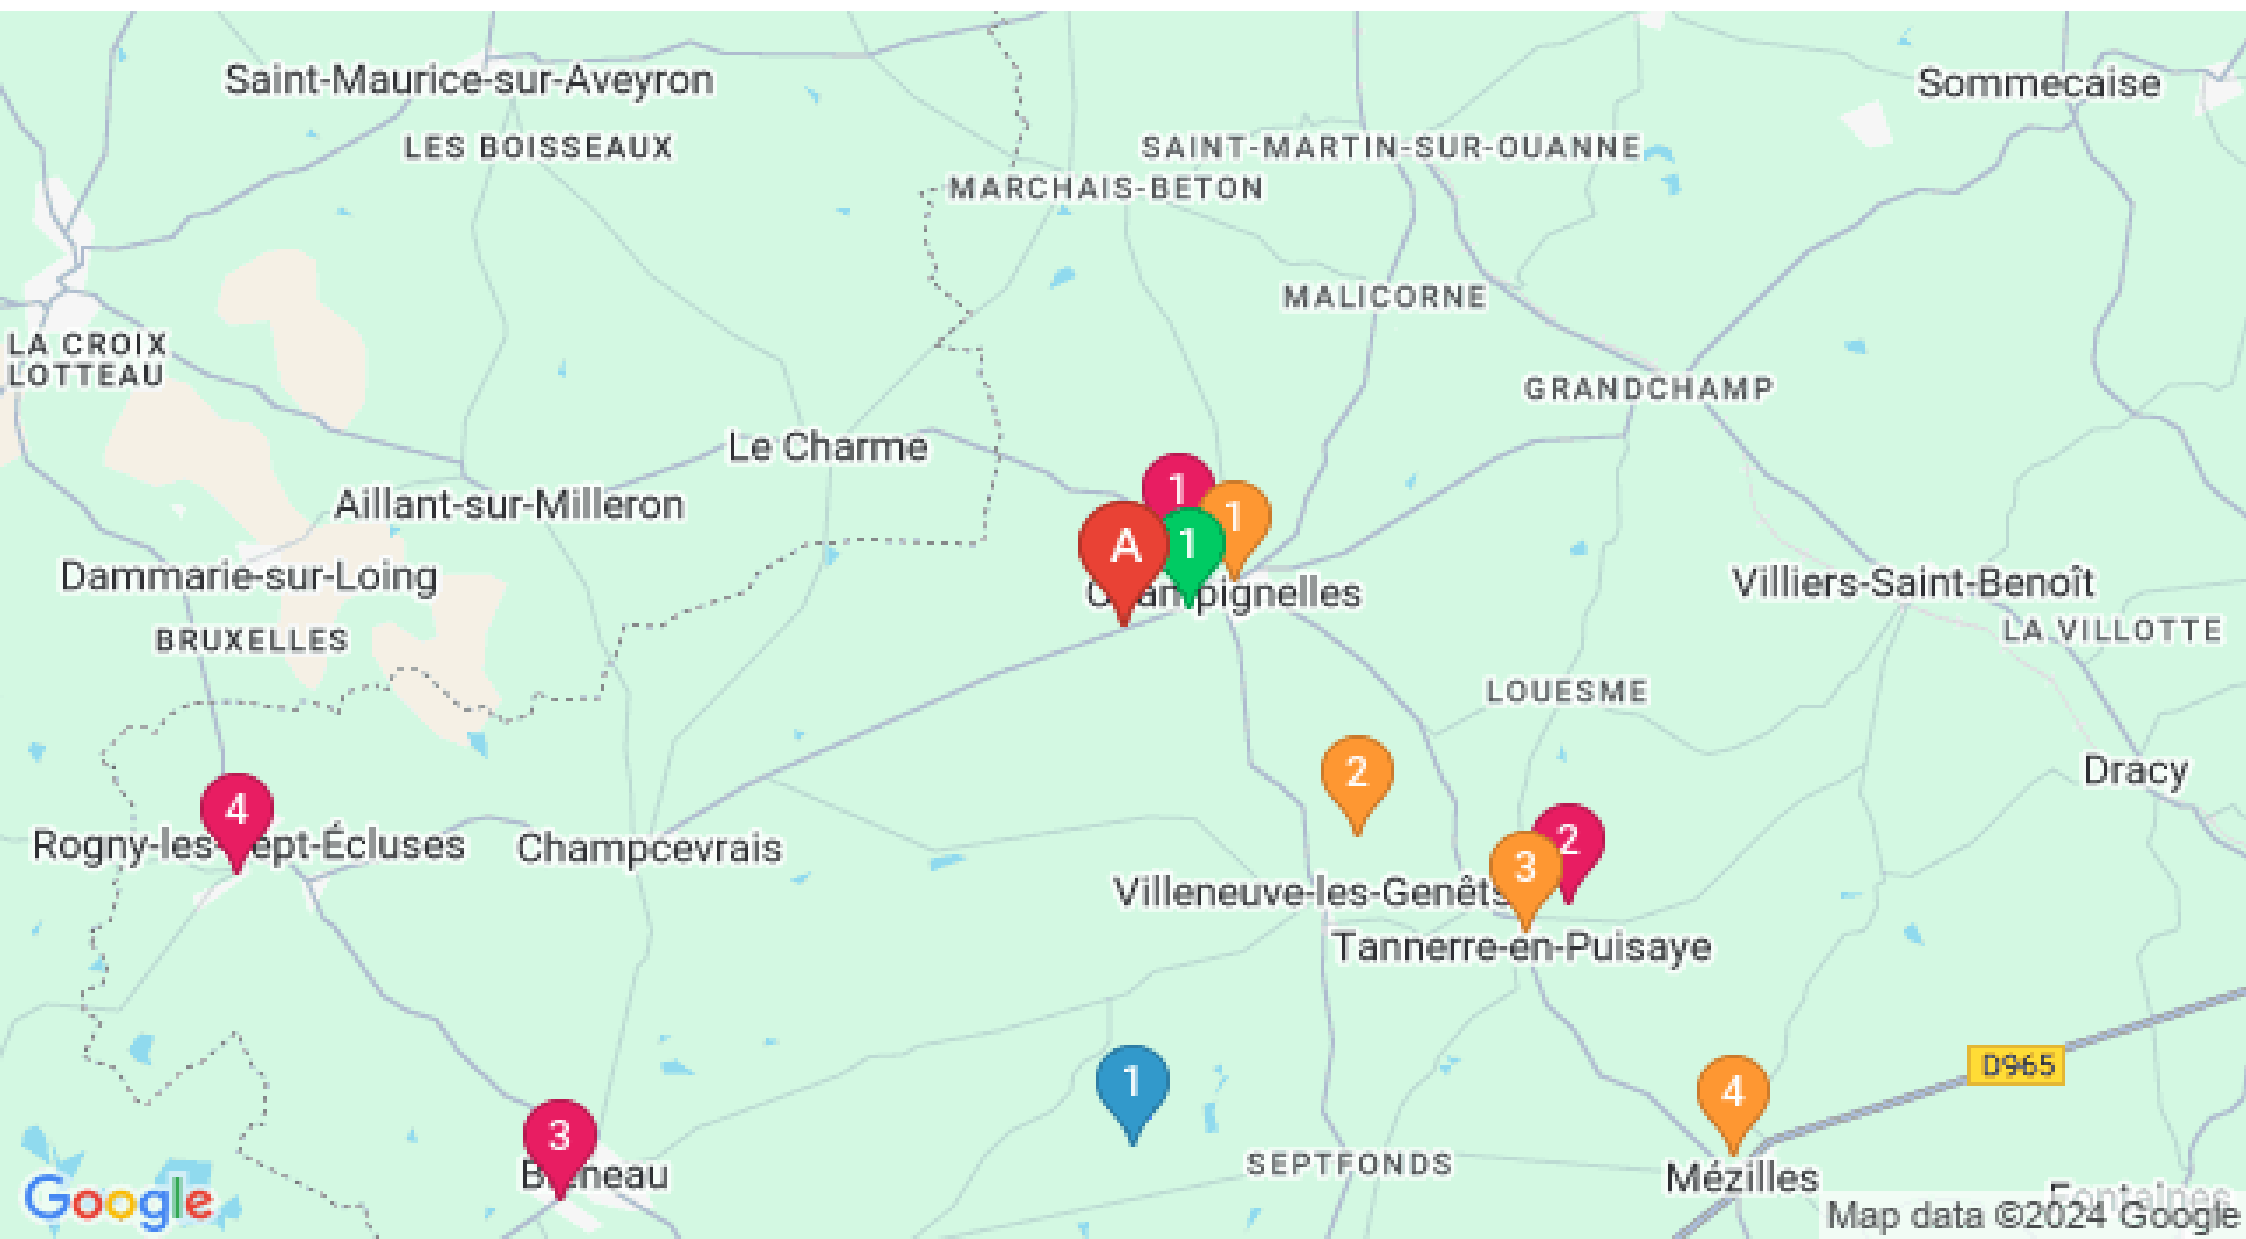 Saint-Maurice-sur-Aveyron
Sommecaise
LES BOISSEAUX
SAINT-MARTIN-SUR-OUANNE
MARCHAIS-BETON
MALICORNE
LA CROIX
LOTTEAU
GRANDCHAMP
Le Charme
1
Aillant-sur-Milleron
1
A
1
Dammarie-sur-Loing
Villiers-Saint-Benoît
BRUXELLES
LA VILLOTTE
LOUESME
2
Dracy
4
2
Champcevrais
3
Villeneuve-les-Genêts
Tannerre-en-Puisaye
D965
1
4
3
SEPTFONDS
Mézilles
Google
Fontaines
Map data ©2024 Google